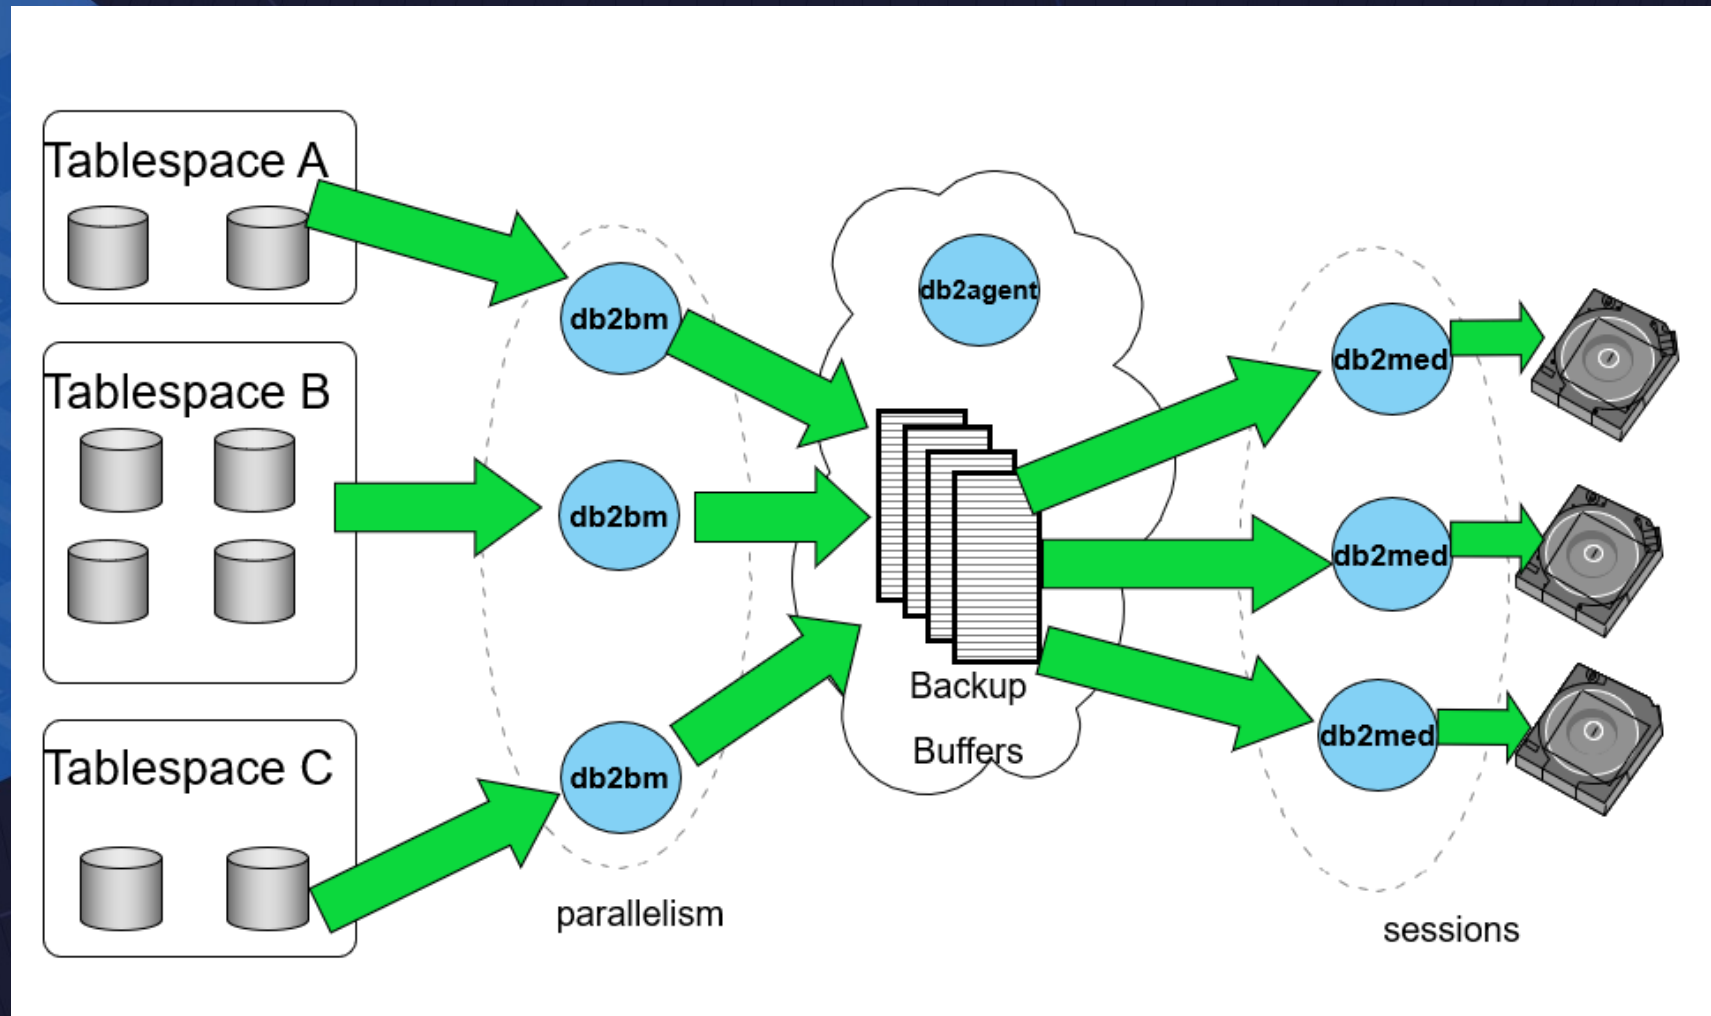 Tablespace A
Tablespace B
Tablespace C
db2bm
db2bm
db2bm
parallelism
db2agent
Backup
Buffers
db2med
db2med
db2med
sessions